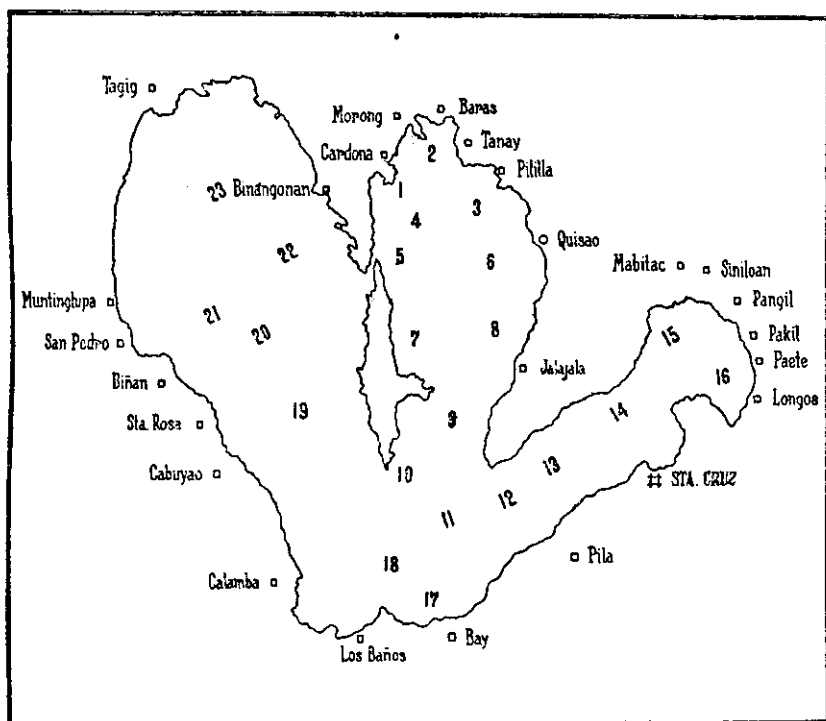 Tagig
Baras
Morong
Tanay
Cardona
2
Pililla
23
Binangonan
1
3
4
Quisao
22
5
6
Mabitac
Siniloan
Muntinglupa
Pangil
21
San Pedro
20
7
8
15
Pakil
Paete
Jalajala
Biñan
16
Longos
19
14
Sta. Rosa
9
Cabuyao
10
13
STA. CRUZ
12
11
Pila
18
Calamba
17
Los Baños
Bay